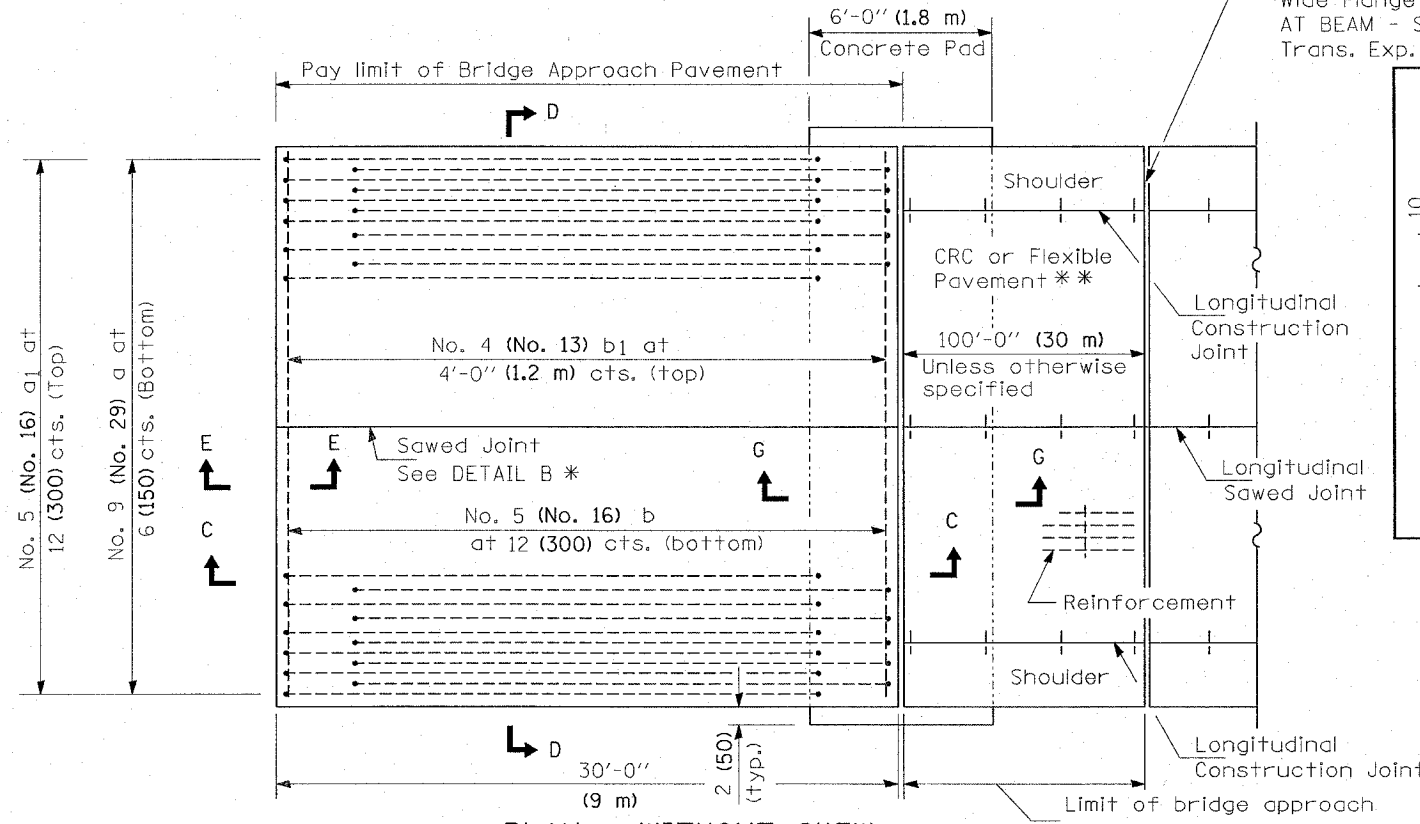 6'-0" (1.8 m)
Concrete Pad
Wide Flange
AT BEAM - S
Trans. Exp.
Pay limit of Bridge Approach Pavement
D
10
Shoulder
CRC or Flexible
Pavement * *
Longitudinal
Construction
Joint
No. 5 (No. 16) a1 at
12 (300) cts. (Top)
No. 9 (No. 29) a at
6 (150) cts. (Bottom)
No. 4 (No. 13) b1 at
4'-0" (1.2 m) cts. (top)
100'-0" (30 m)
Unless otherwise
specified
E
E
Sawed Joint
See DETAIL B *
G
G
Longitudinal
Sawed Joint
C
No. 5 (No. 16) b
at 12 (300) cts. (bottom)
C
Reinforcement
Shoulder
D
30'-0"
(9 m)
2 (50)
(typ.)
Longitudinal
Construction Joint
Limit of bridge approach